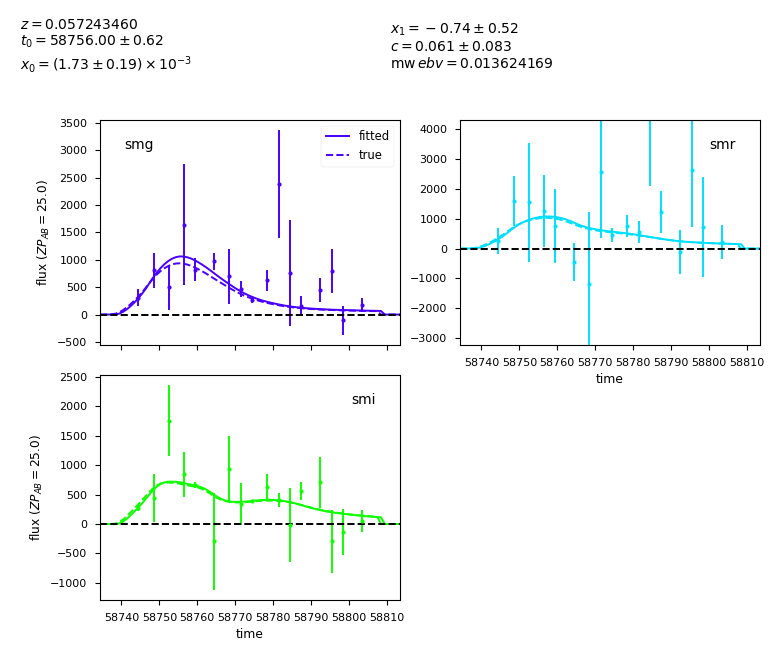 z = 0.057243460
t₀ = 58756.00 ± 0.62
x₀ = (1.73 ± 0.19) × 10⁻³
x₁ = −0.74 ± 0.52
c = 0.061 ± 0.083
mw ebv = 0.013624169
smg
fitted
true
flux (ZP_AB = 25.0)
3500
3000
2500
2000
1500
1000
500
0
−500
smr
4000
3000
2000
1000
0
−1000
−2000
−3000
58740 58750 58760 58770 58780 58790 58800 58810
time
smi
flux (ZP_AB = 25.0)
2500
2000
1500
1000
500
0
−500
−1000
58740 58750 58760 58770 58780 58790 58800 58810
time